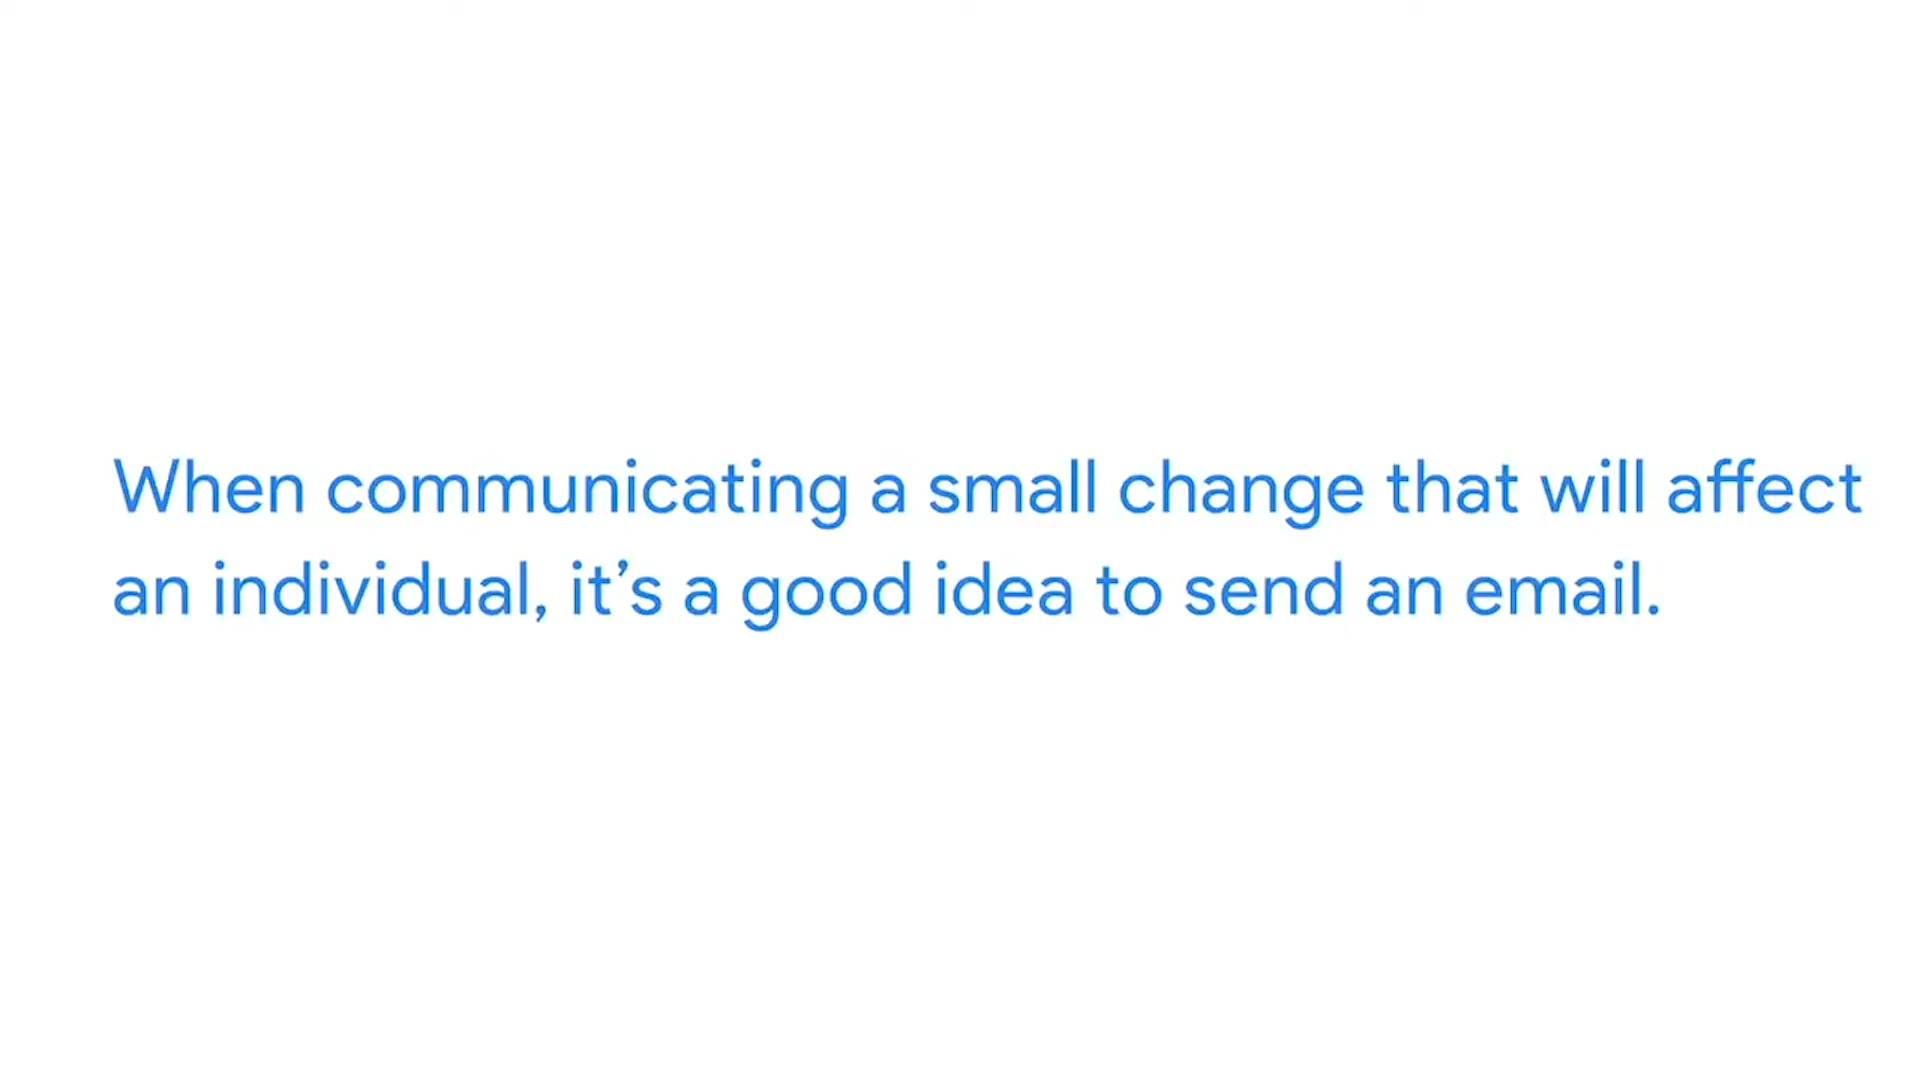 When communicating a small change that will affect
an individual, it’s a good idea to send an email.